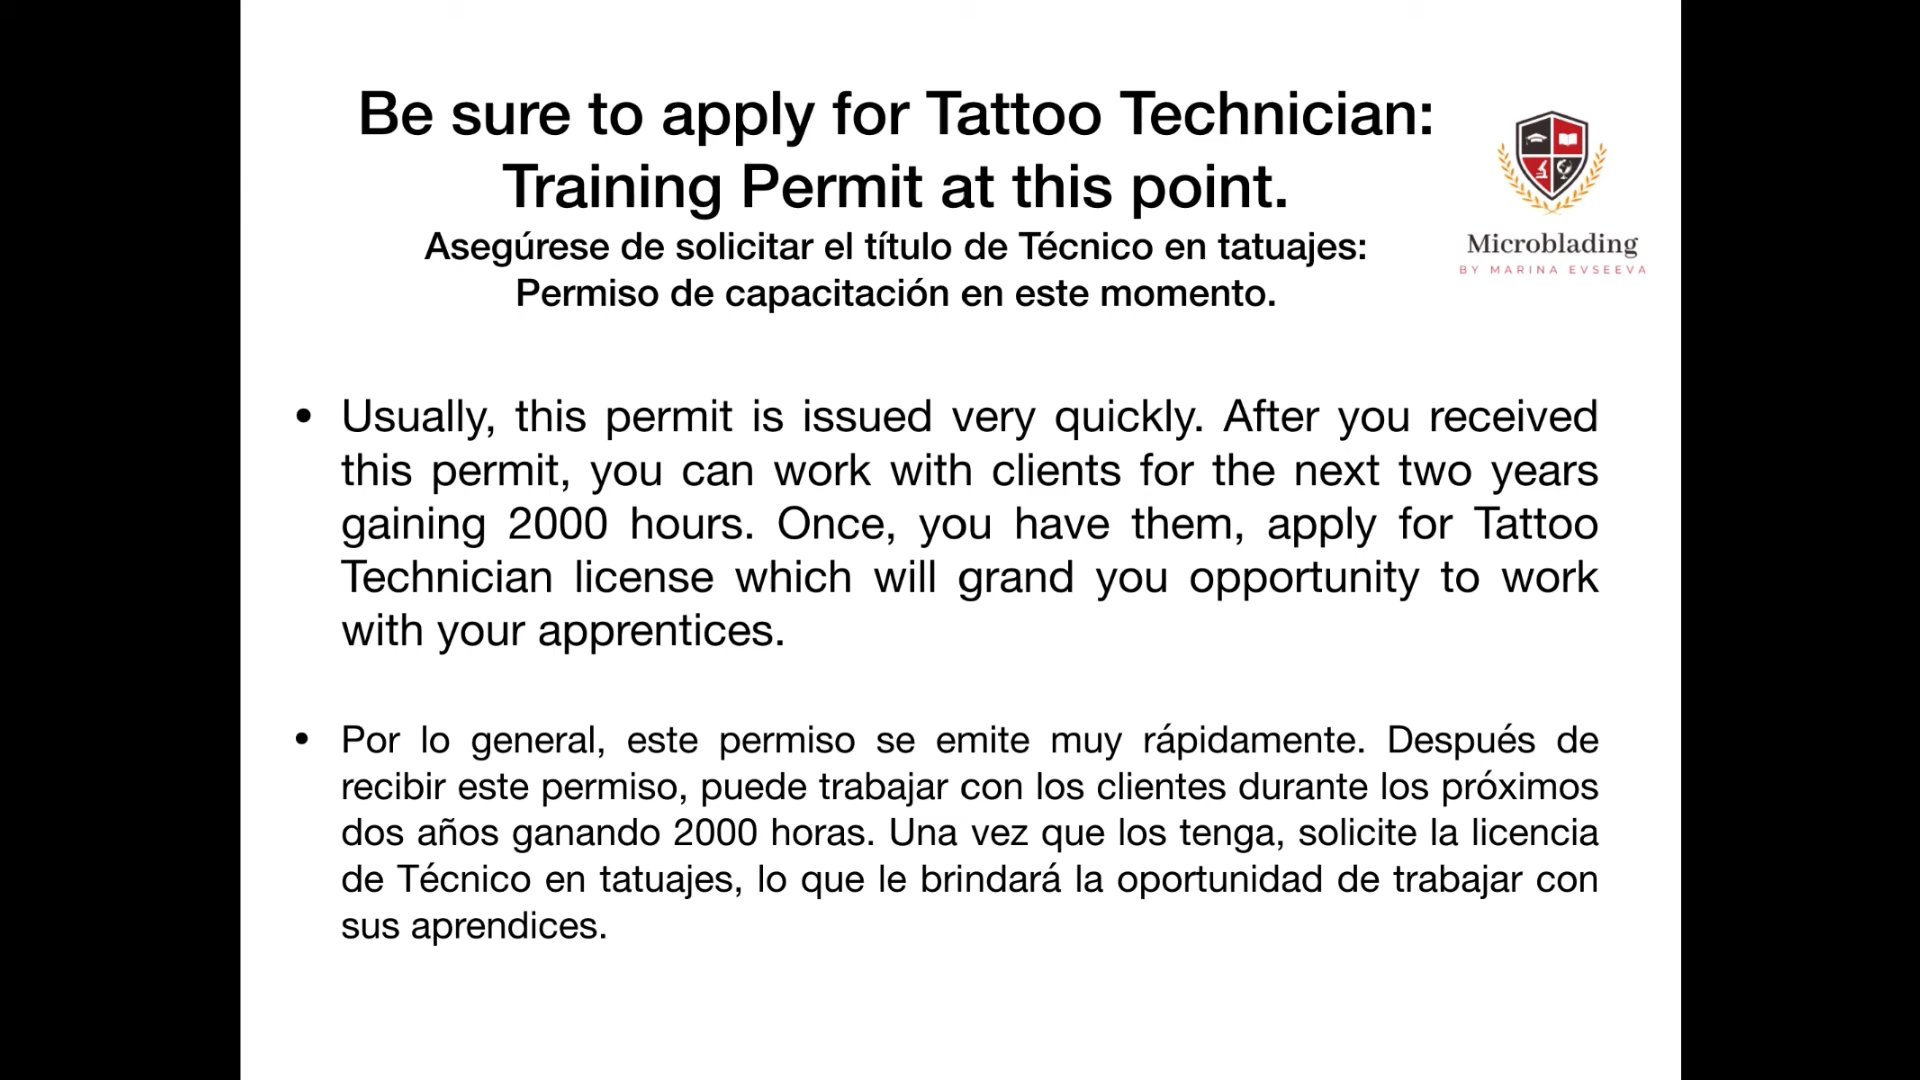 Be sure to apply for Tattoo Technician:
Training Permit at this point.
Asegúrese de solicitar el título de Técnico en tatuajes:
Permiso de capacitación en este momento.
Microblading
BY MARINA EVSEEVA
• Usually, this permit is issued very quickly. After you received
this permit, you can work with clients for the next two years
gaining 2000 hours. Once, you have them, apply for Tattoo
Technician license which will grand you opportunity to work
with your apprentices.
• Por lo general, este permiso se emite muy rápidamente. Después de
recibir este permiso, puede trabajar con los clientes durante los próximos
dos años ganando 2000 horas. Una vez que los tenga, solicite la licencia
de Técnico en tatuajes, lo que le brindará la oportunidad de trabajar con
sus aprendices.